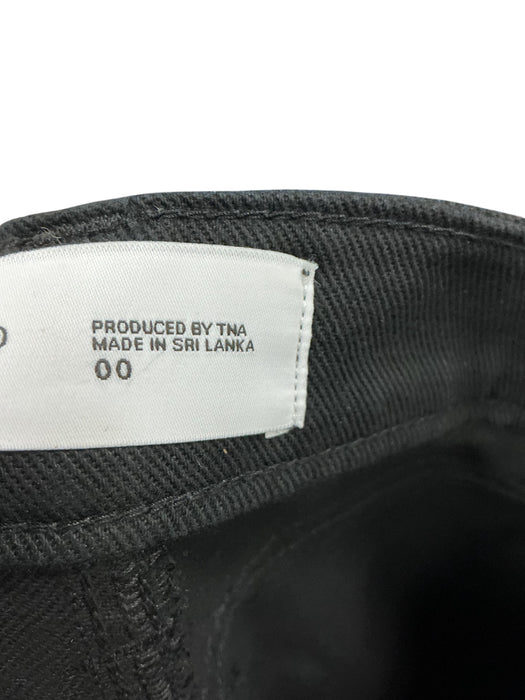 PRODUCED BY TNA
MADE IN SRI LANKA
00